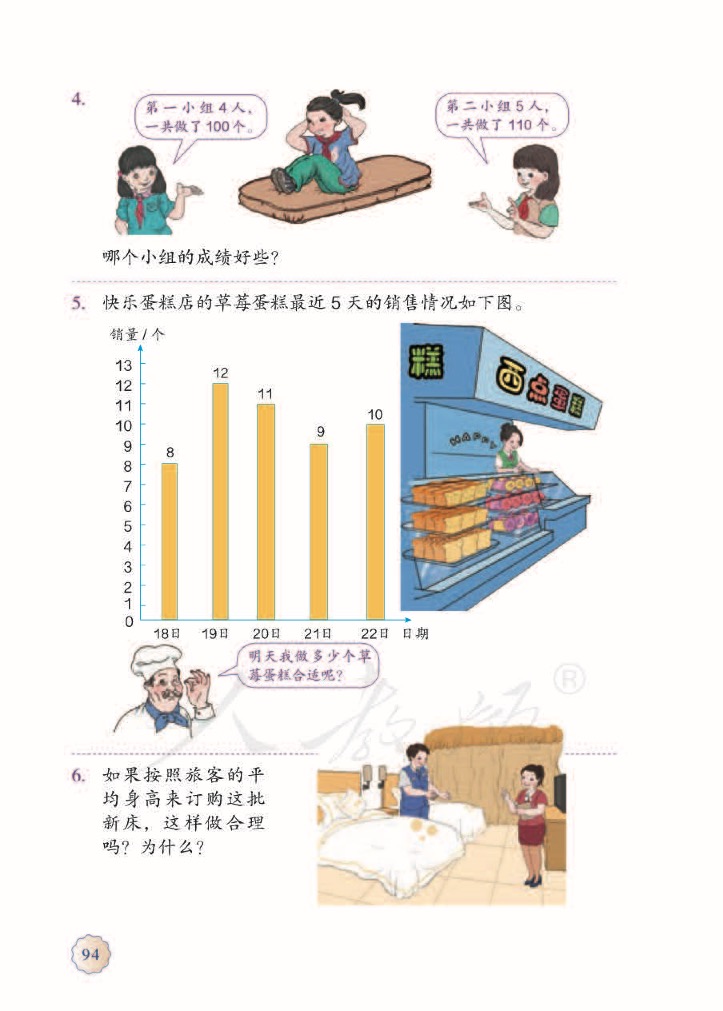 4.
第一小组4人，
一共做了100个。
第二小组5人，
一共做了110个。
哪个小组的成绩好些？
5. 快乐蛋糕店的草莓蛋糕最近5天的销售情况如下图。
销量/个
13
12
11
10
9
8
7
6
5
4
3
2
1
0
8
12
11
9
10
18日 19日 20日 21日 22日 日期
糕 西点蛋糕
HAPPY
明天我做多少个草
莓蛋糕合适呢？
人教版®
6. 如果按照旅客的平
均身高来订购这批
新床，这样做合理
吗？为什么？
94